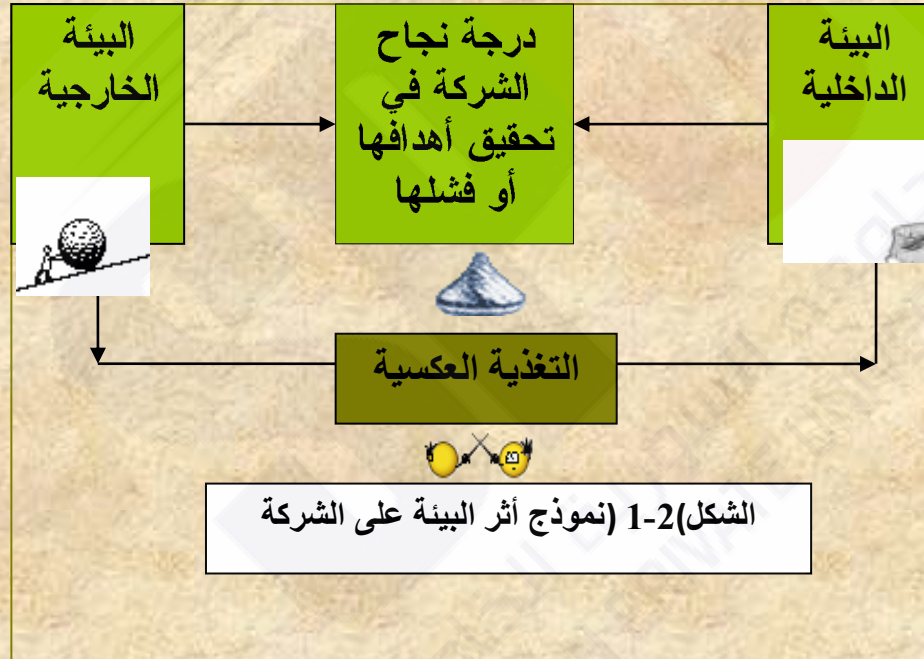 البيئة
الداخلية
درجة نجاح
الشركة في
تحقيق أهدافها
أو فشلها
البيئة
الخارجية
التغذية العكسية
الشكل)2-1 (نموذج أثر البيئة على الشركة